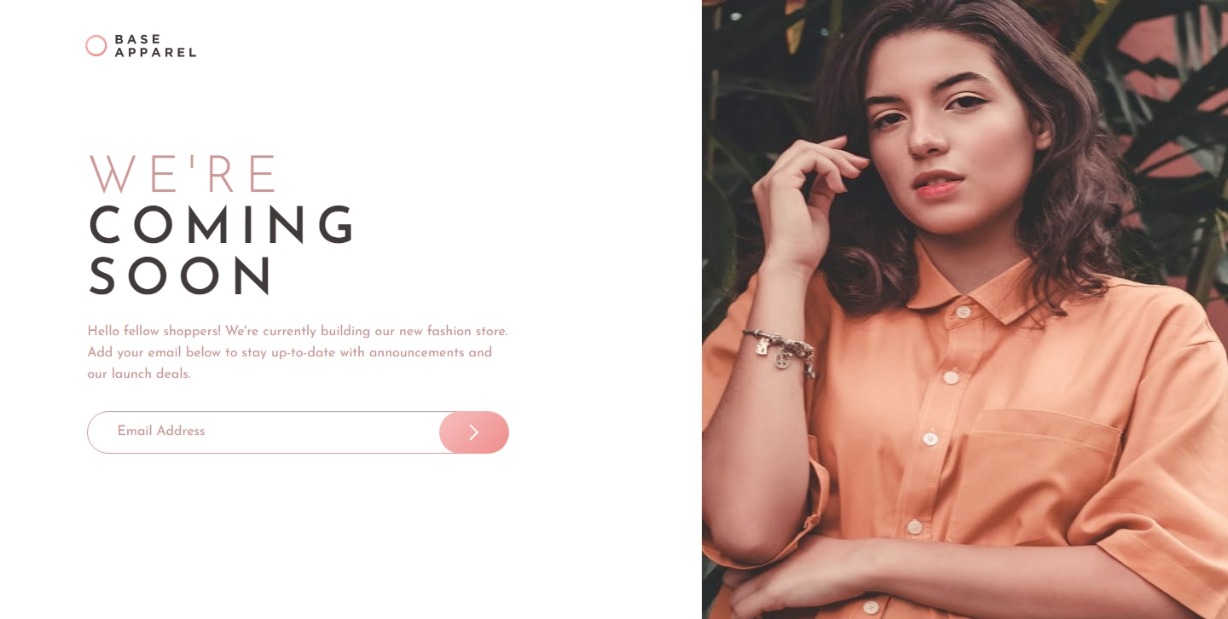 BASE
APPAREL
WE'RE
COMING
SOON
Hello fellow shoppers! We're currently building our new fashion store.
Add your email below to stay up-to-date with announcements and
our launch deals.
Email Address